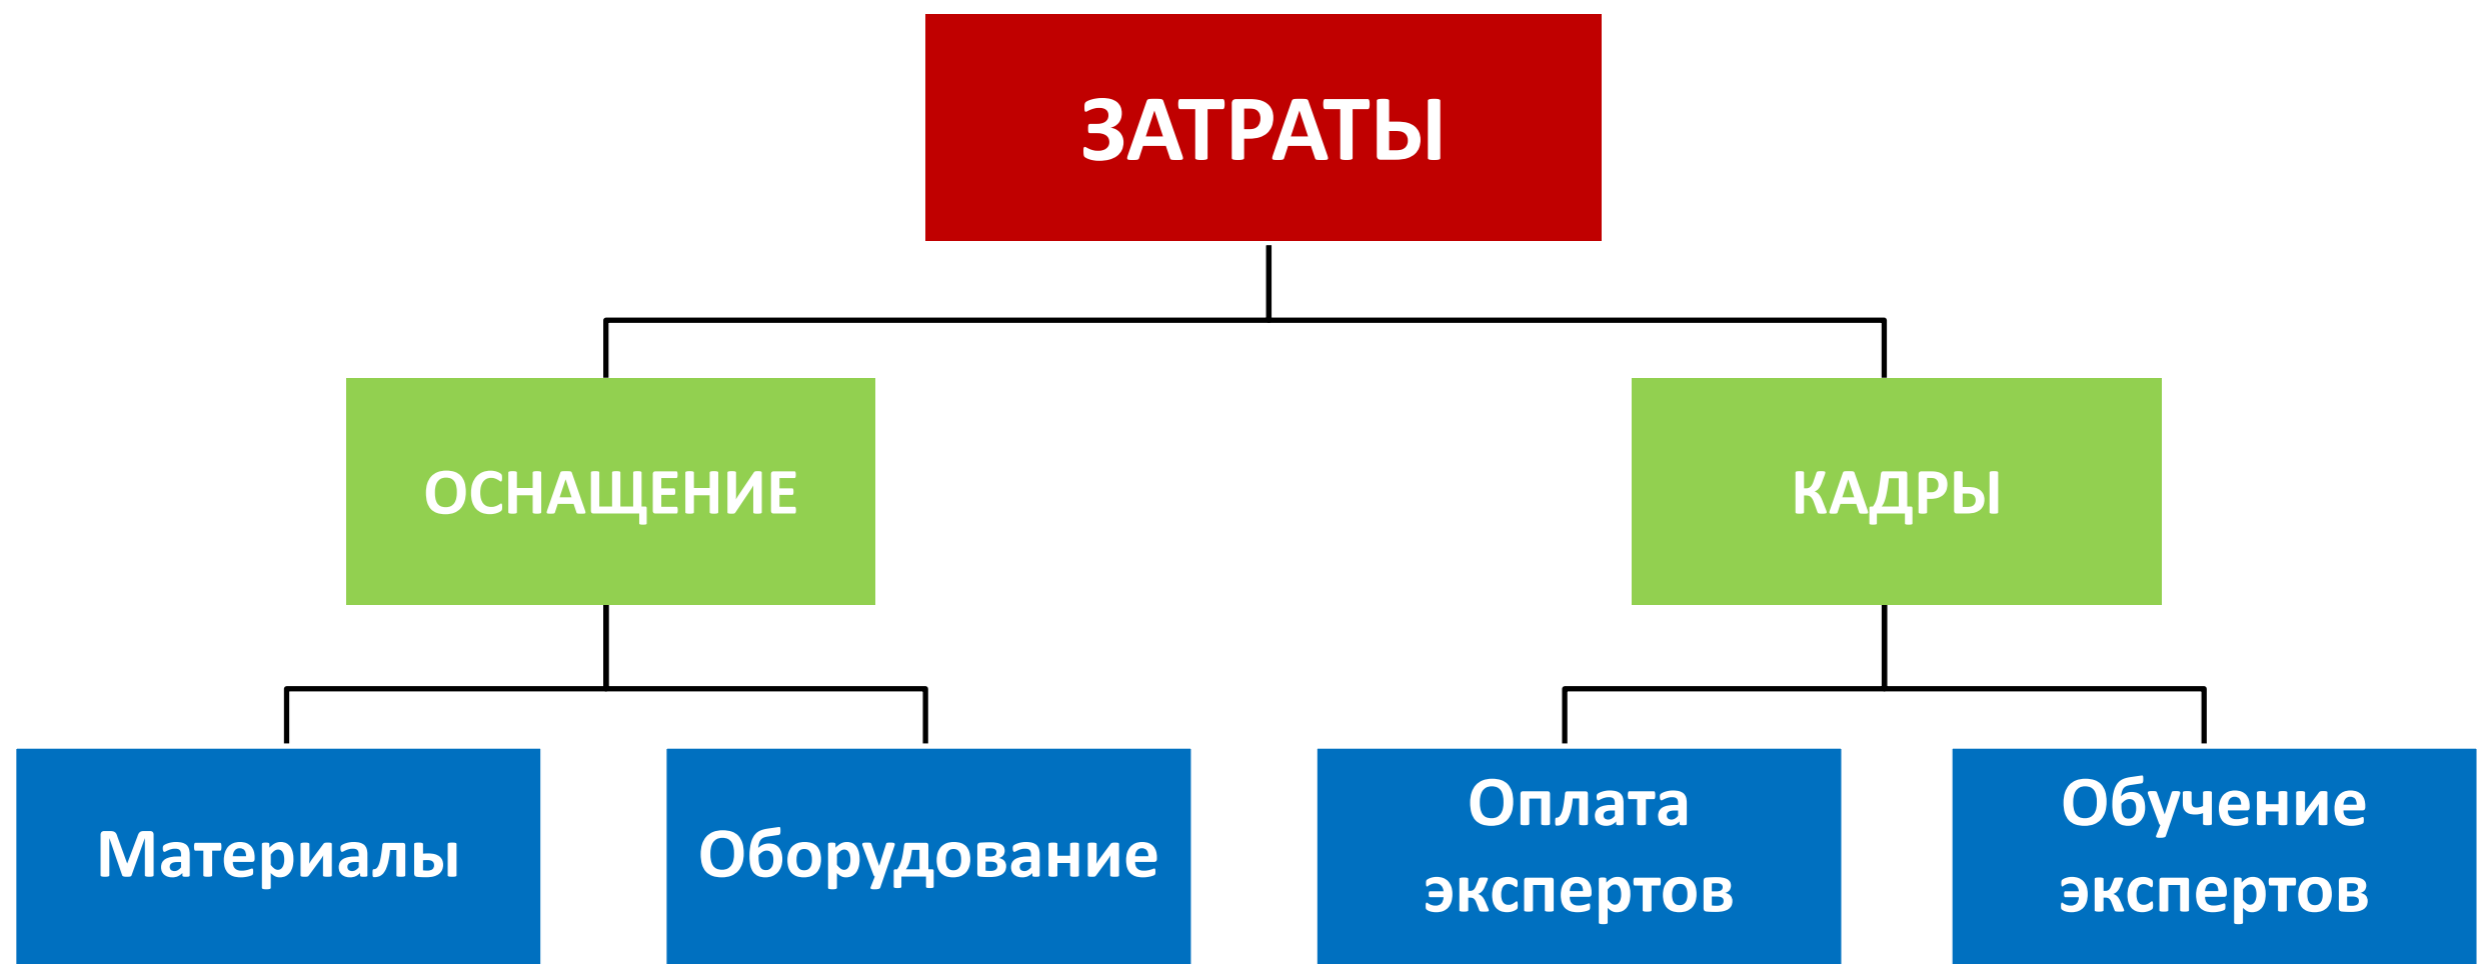 ЗАТРАТЫ
ОСНАЩЕНИЕ
КАДРЫ
Материалы
Оборудование
Оплата
экспертов
Обучение
экспертов